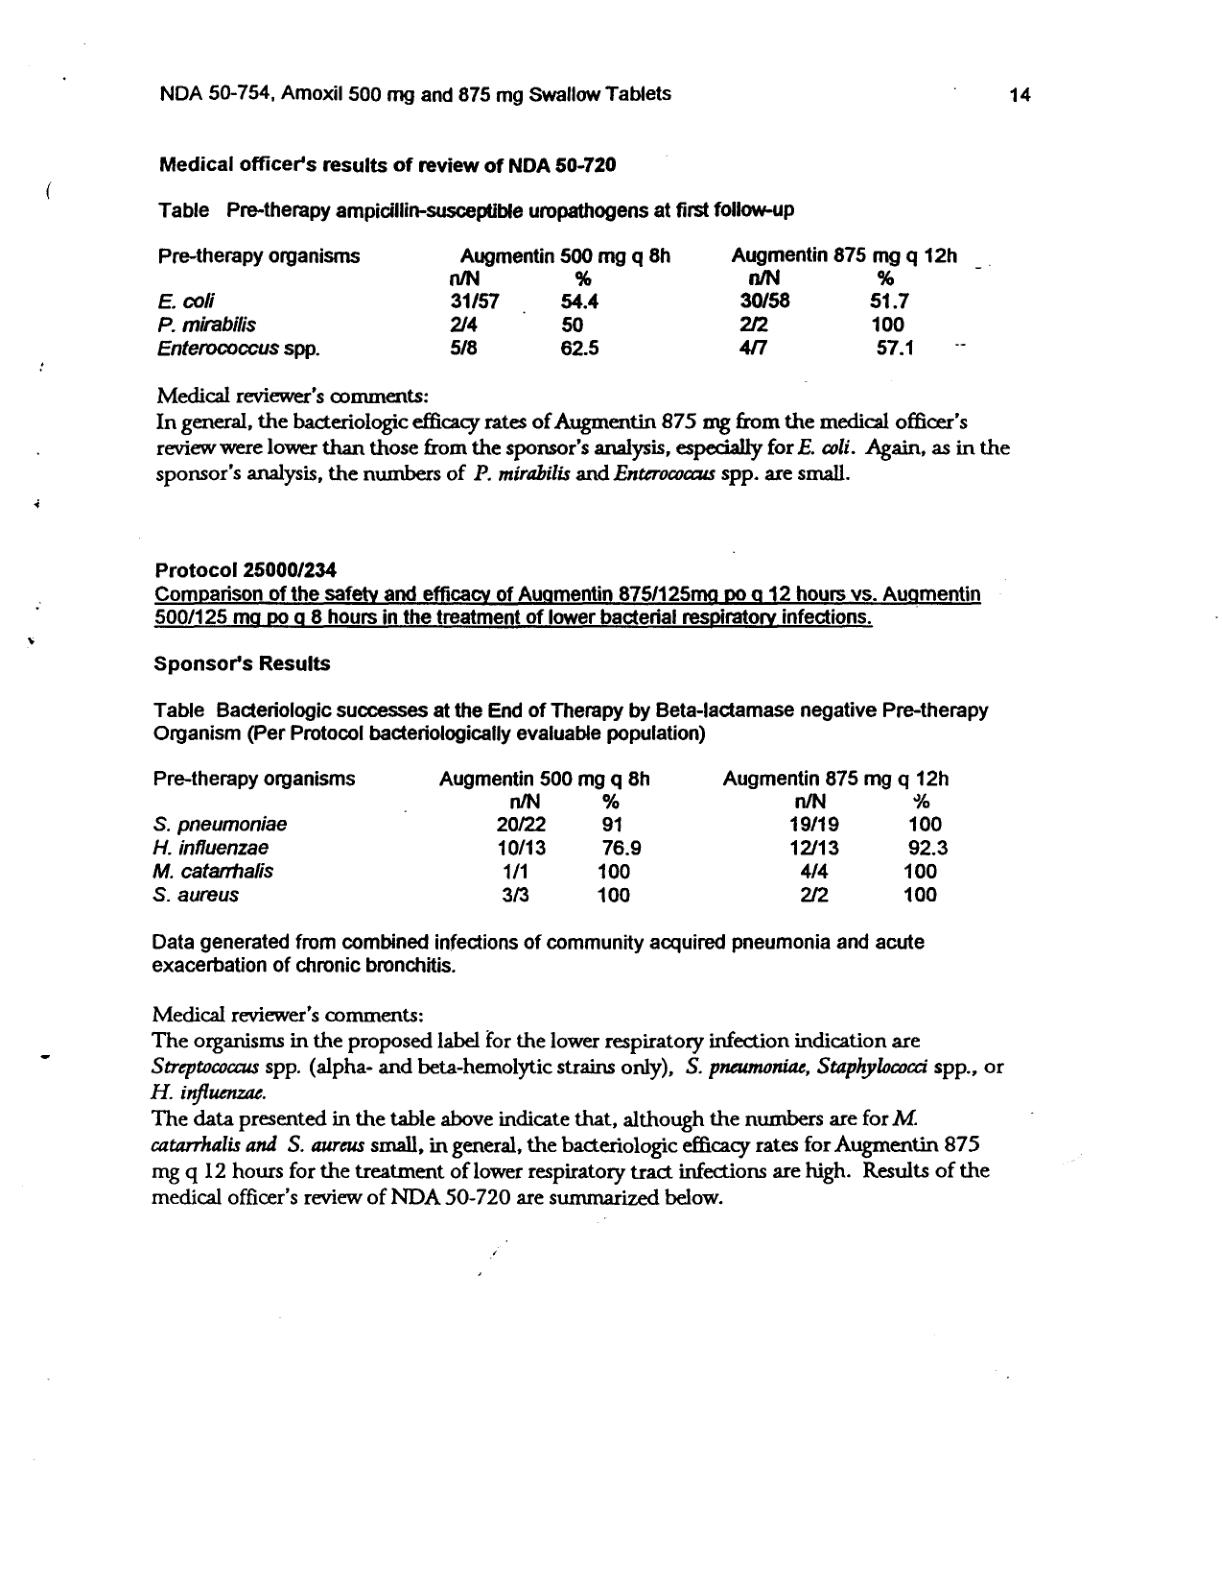 NDA 50-754, Amoxil 500 mg and 875 mg Swallow Tablets 14
Medical officer's results of review of NDA 50-720
Table Pre-therapy ampicillin-susceptible uropathogens at first follow-up
Pre-therapy organisms Augmentin 500 mg q 8h Augmentin 875 mg q 12h
n/N % n/N %
E. coli 31/57 54.4 30/58 51.7
P. mirabilis 2/4 50 2/2 100
Enterococcus spp. 5/8 62.5 4/7 57.1
Medical reviewer's comments:
In general, the bacteriologic efficacy rates of Augmentin 875 mg from the medical officer's
review were lower than those from the sponsor's analysis, especially for E. coli. Again, as in the
sponsor's analysis, the numbers of P. mirabilis and Enterococcus spp. are small.
Protocol 25000/234
Comparison of the safety and efficacy of Augmentin 875/125mg po q 12 hours vs. Augmentin
500/125 mg po q 8 hours in the treatment of lower bacterial respiratory infections.
Sponsor's Results
Table Bacteriologic successes at the End of Therapy by Beta-lactamase negative Pre-therapy
Organism (Per Protocol bacteriologically evaluable population)
Pre-therapy organisms Augmentin 500 mg q 8h Augmentin 875 mg q 12h
n/N % n/N %
S. pneumoniae 20/22 91 19/19 100
H. influenzae 10/13 76.9 12/13 92.3
M. catarrhalis 1/1 100 4/4 100
S. aureus 3/3 100 2/2 100
Data generated from combined infections of community acquired pneumonia and acute
exacerbation of chronic bronchitis.
Medical reviewer's comments:
The organisms in the proposed label for the lower respiratory infection indication are
Streptococcus spp. (alpha- and beta-hemolytic strains only), S. pneumoniae, Staphylococci spp., or
H. influenzae.
The data presented in the table above indicate that, although the numbers are for M.
catarrhalis and S. aureus small, in general, the bacteriologic efficacy rates for Augmentin 875
mg q 12 hours for the treatment of lower respiratory tract infections are high. Results of the
medical officer's review of NDA 50-720 are summarized below.